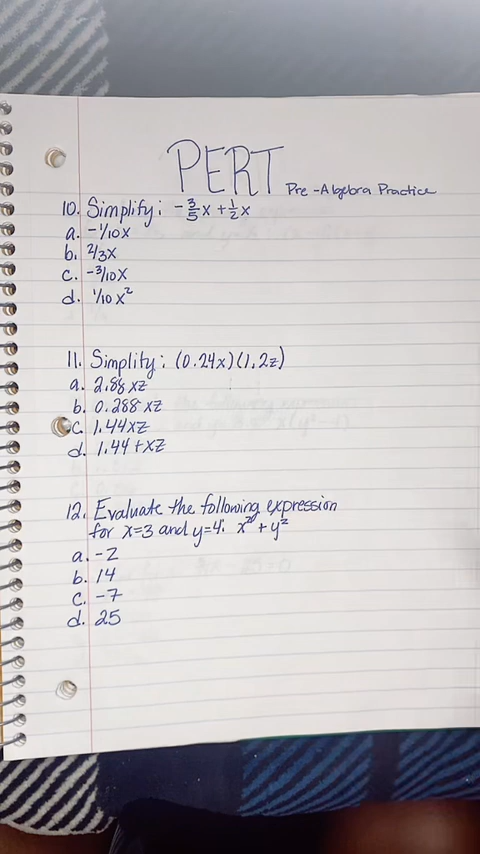 PERT
Pre-Algebra Practice
10. Simplify: -3/5x + 1/2x
a. -1/10x
b. 2/3x
c. -3/10x
d. 1/10x²
11. Simplify: (0.24x)(1.2z)
a. 2.88xz
b. 0.288xz
c. 1.44xz
d. 1.44+xz
12. Evaluate the following expression
for x=3 and y=4: x² + y²
a. -2
b. 14
c. -7
d. 25